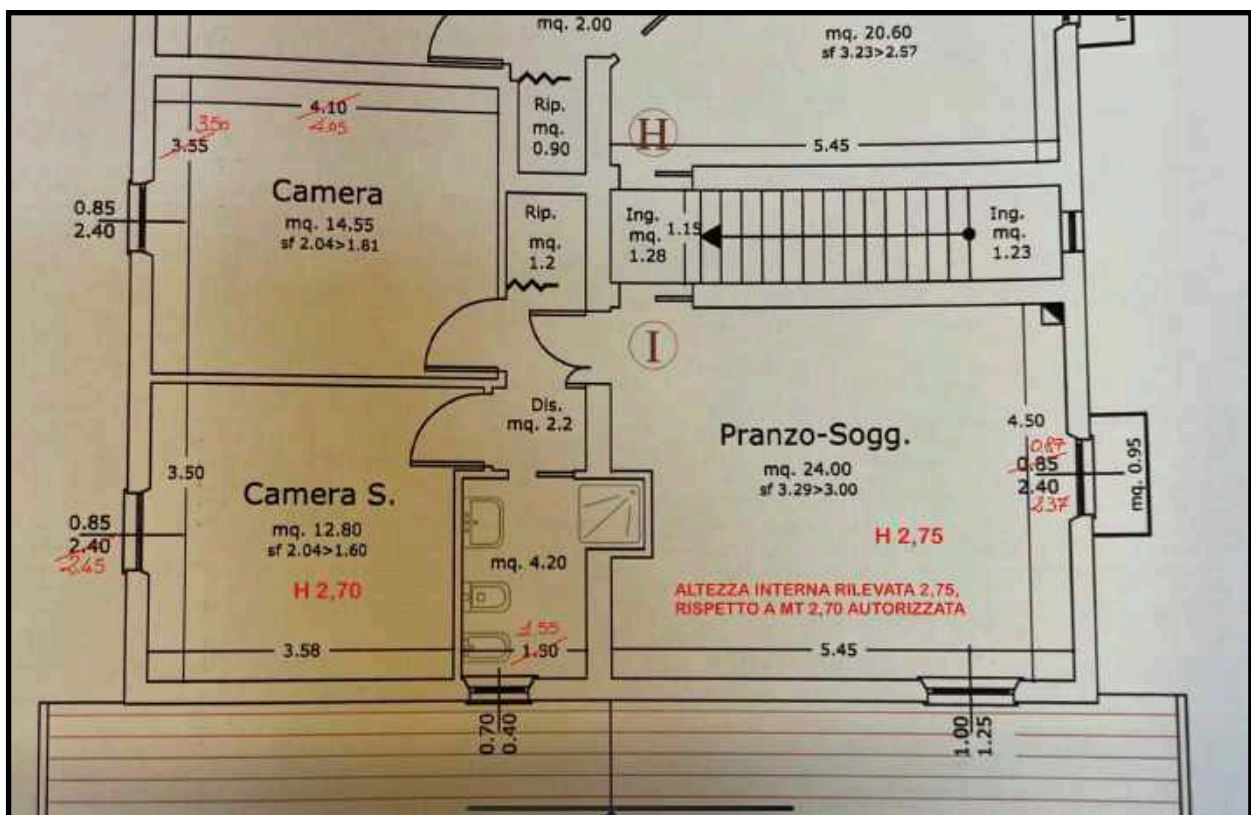 mq. 2.00
mq. 20.60
sf 3.23>2.57
4.10
4.05
3.50
3.55
Rip.
mq.
0.90
H
5.45
Camera
mq. 14.55
sf 2.04>1.81
0.85
2.40
Rip.
mq.
1.2
Ing.
mq.
1.28
1.15
Ing.
mq.
1.23
I
Dis.
mq. 2.2
Pranzo-Sogg.
mq. 24.00
sf 3.29>3.00
4.50
0.87
0.85
2.40
2.37
mq. 0.95
3.50
Camera S.
mq. 12.80
sf 2.04>1.60
0.85
2.40
2.45
mq. 4.20
H 2,75
H 2,70
ALTEZZA INTERNA RILEVATA 2,75,
RISPETTO A MT 2,70 AUTORIZZATA
1.55
1.50
3.58
5.45
0.70
0.40
1.00
1.25